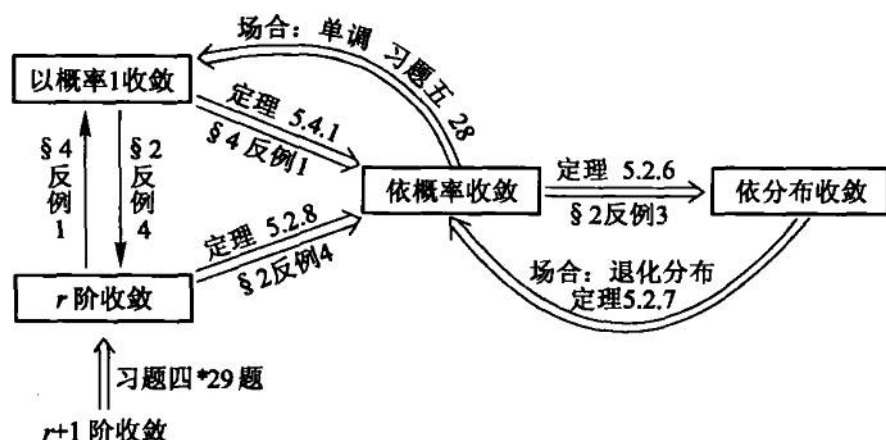 场合：单调 习题五 28
以概率1收敛
定理 5.4.1
§4反例1
§4反例1
§2反例4
依概率收敛
定理 5.2.6
§2反例3
依分布收敛
定理 5.2.8
§2反例4
场合：退化分布
定理5.2.7
r 阶收敛
习题四*29题
r+1 阶收敛